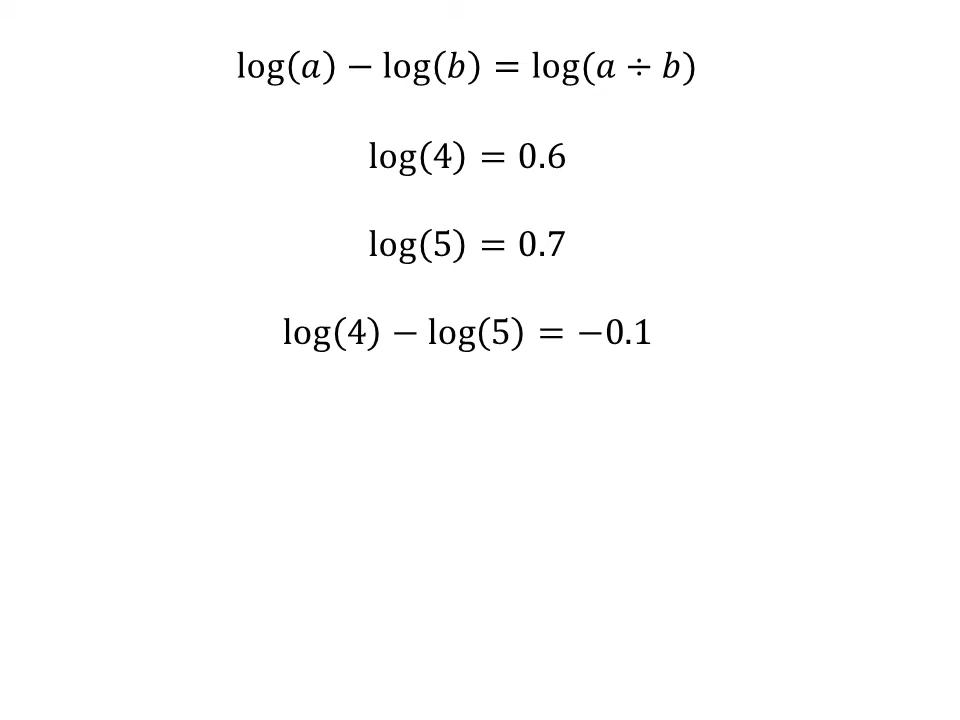 log(a) − log(b) = log(a ÷ b)
log(4) = 0.6
log(5) = 0.7
log(4) − log(5) = −0.1